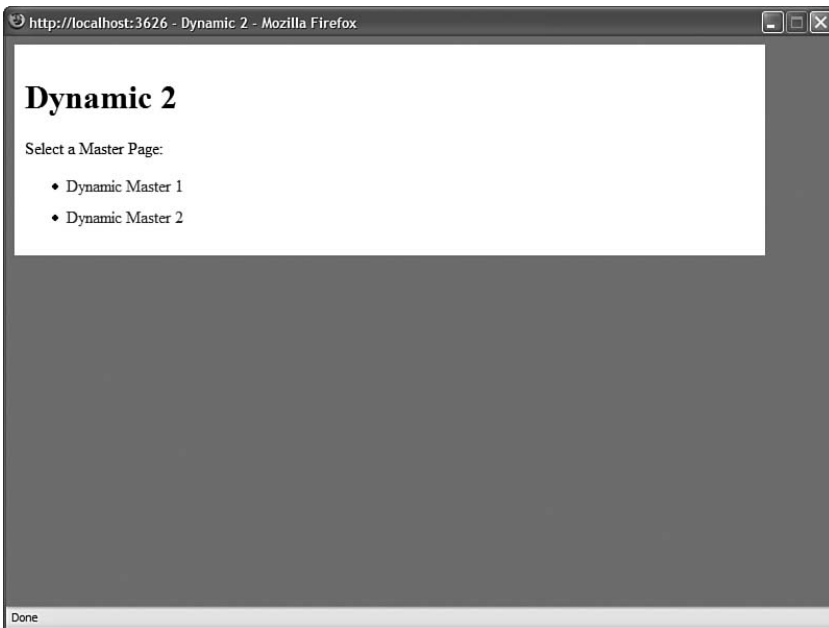 http://localhost:3626 - Dynamic 2 - Mozilla Firefox
Dynamic 2
Select a Master Page:
• Dynamic Master 1
• Dynamic Master 2
Done